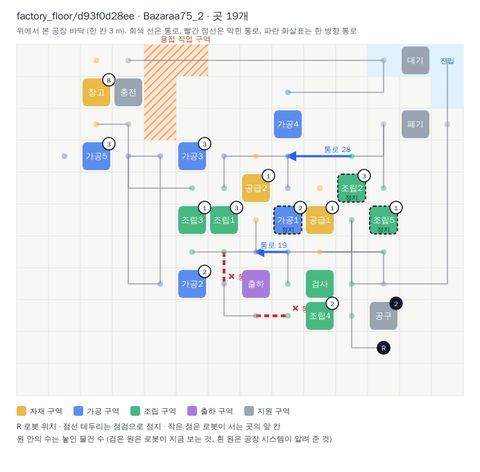 factory_floor/d93f0d28ee · Bazaraa75_2 · 곳 19개
위에서 본 공장 바닥 (한 칸 3 m). 회색 선은 통로, 빨간 점선은 막힌 통로, 파란 화살표는 한 방향 통로
용접 작업 구역
대기
진입
창고
8
충전
가공4
폐기
가공5
3
가공3
3
통로 28
공급2
1
조립2
3
정지
조립3
1
조립1
3
가공1
2
정지
공급1
1
조립5
1
정지
통로 19
가공2
2
출하
검사
조립4
2
공구
2
R
자재 구역
가공 구역
조립 구역
출하 구역
지원 구역
R 로봇 위치 · 점선 테두리는 점검으로 정지 · 작은 점은 로봇이 서는 곳의 앞 칸
원 안의 수는 놓인 물건 수 (검은 원은 로봇이 지금 보는 것, 흰 원은 공장 시스템이 알려 준 것)